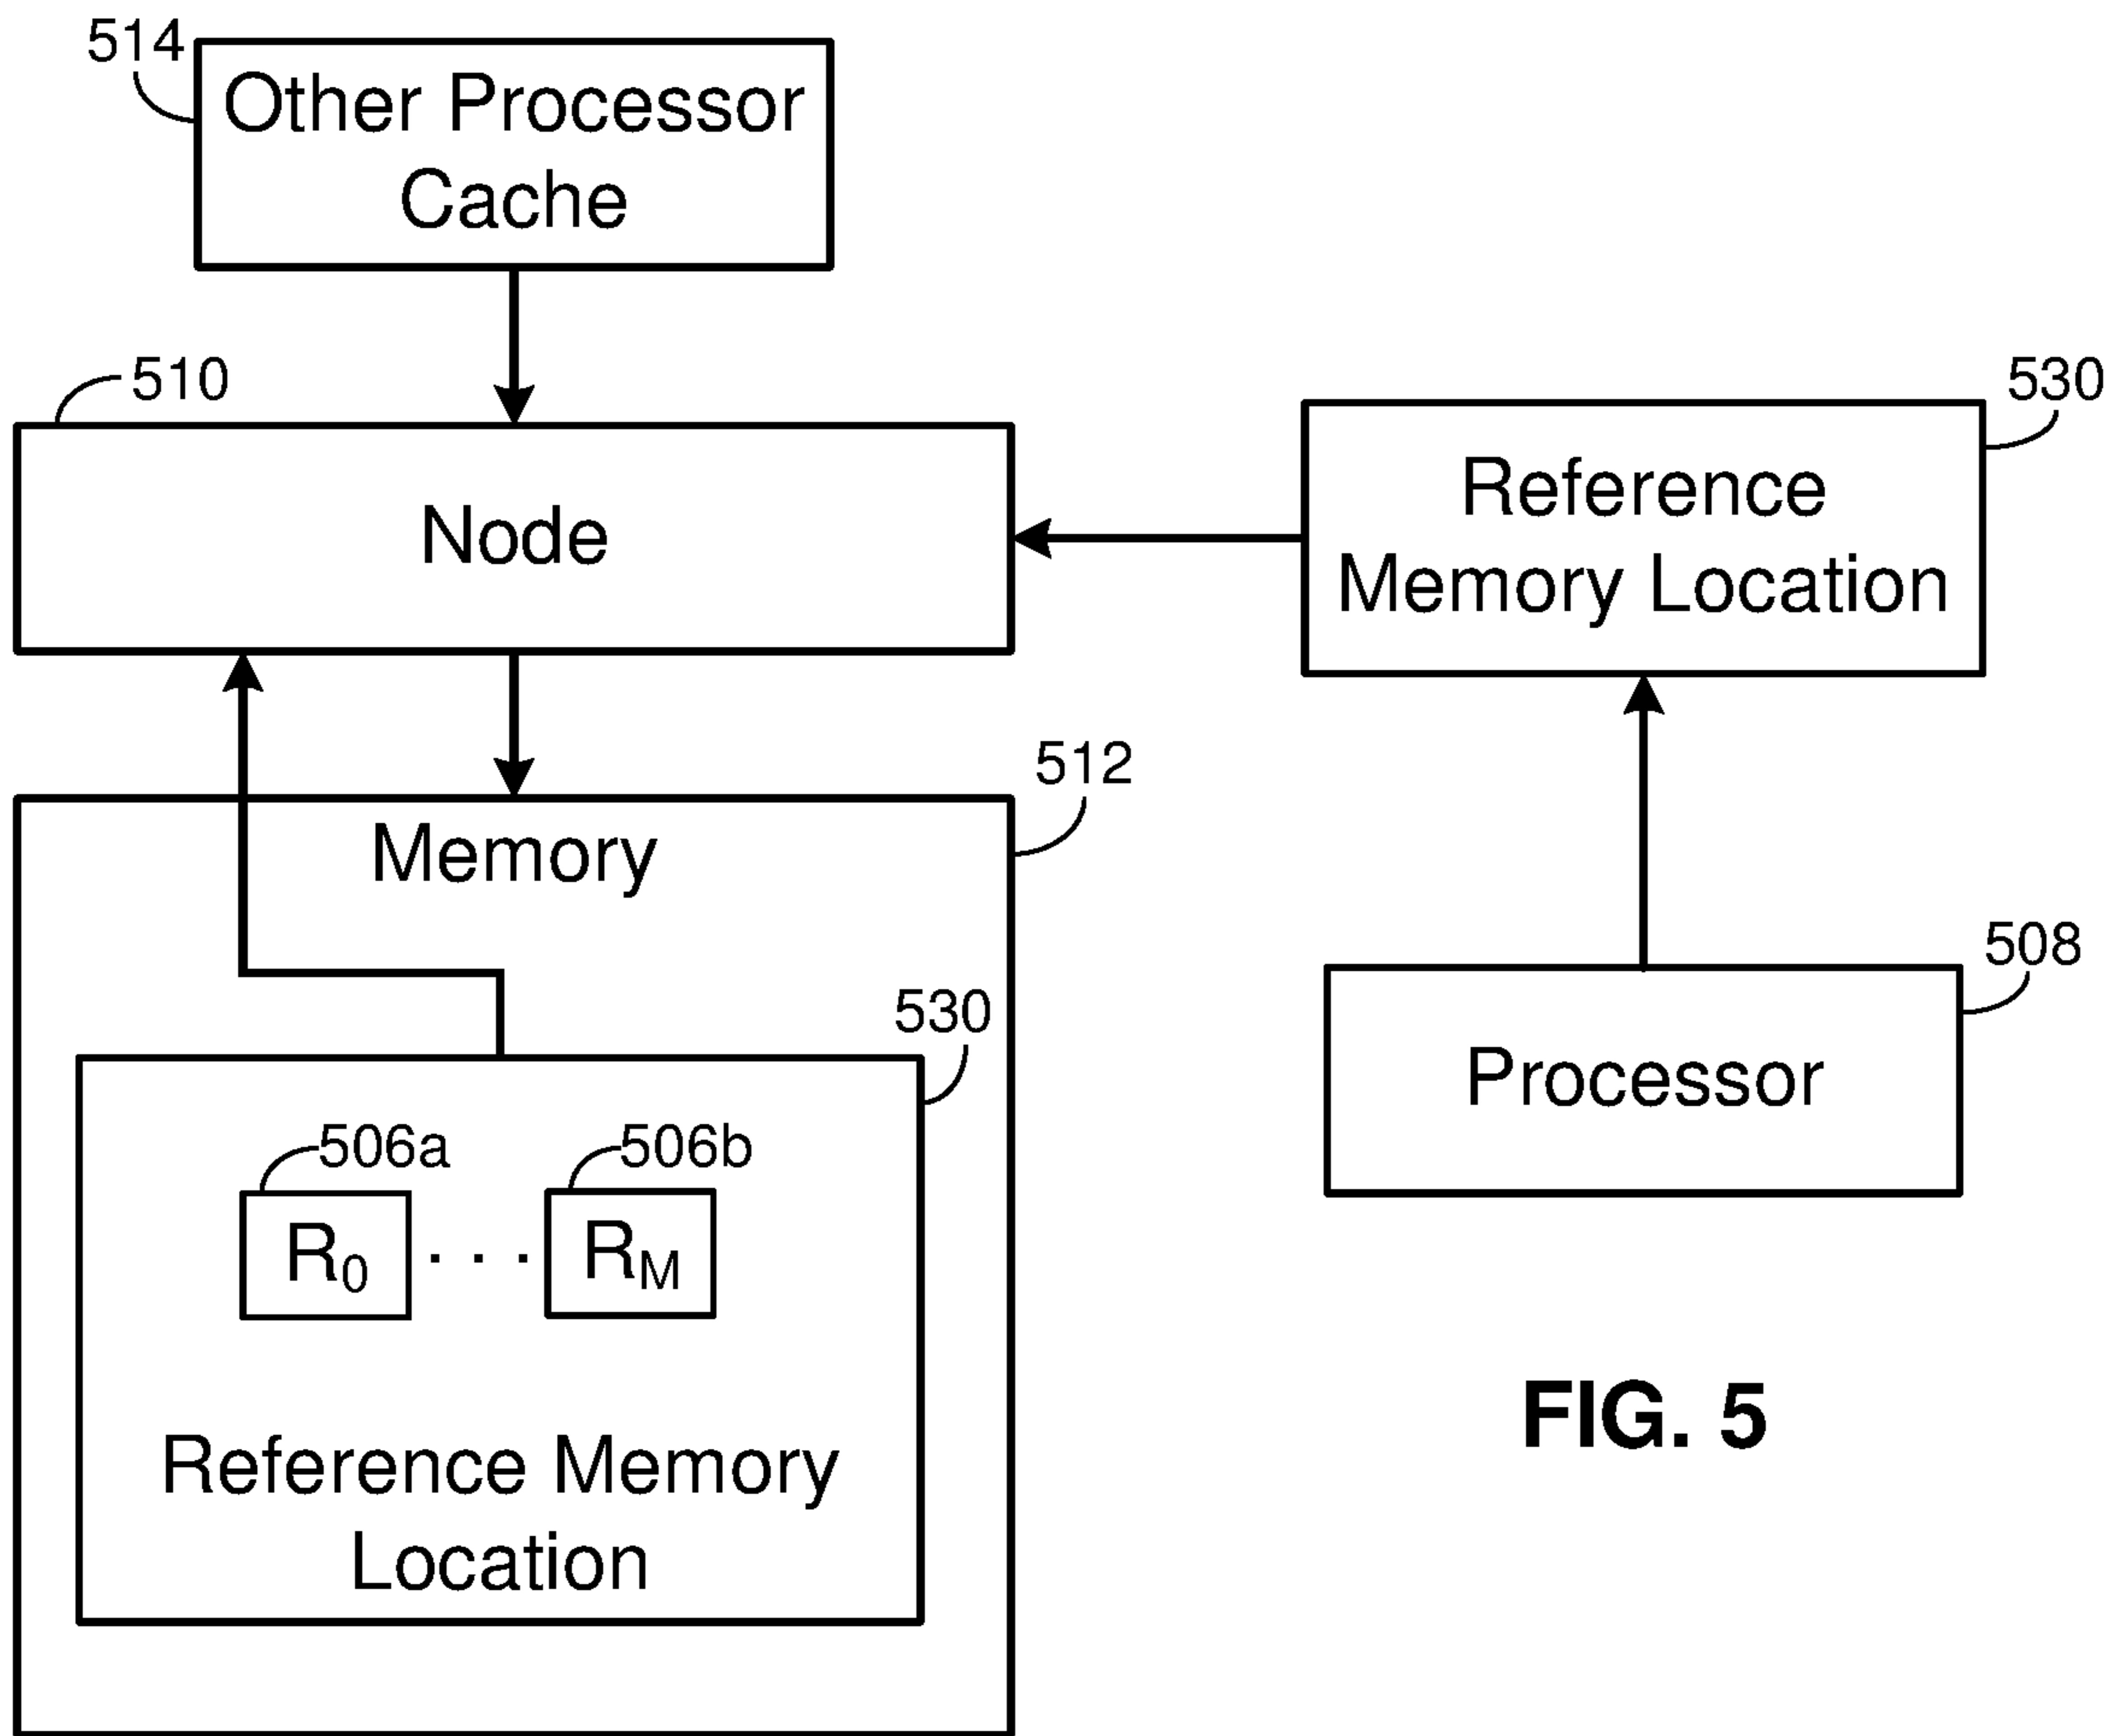 514
Other Processor
Cache
510
Node
530
Reference
Memory Location
512
Memory
508
Processor
530
506a
506b
R0
. . .
RM
Reference Memory
Location
FIG. 5